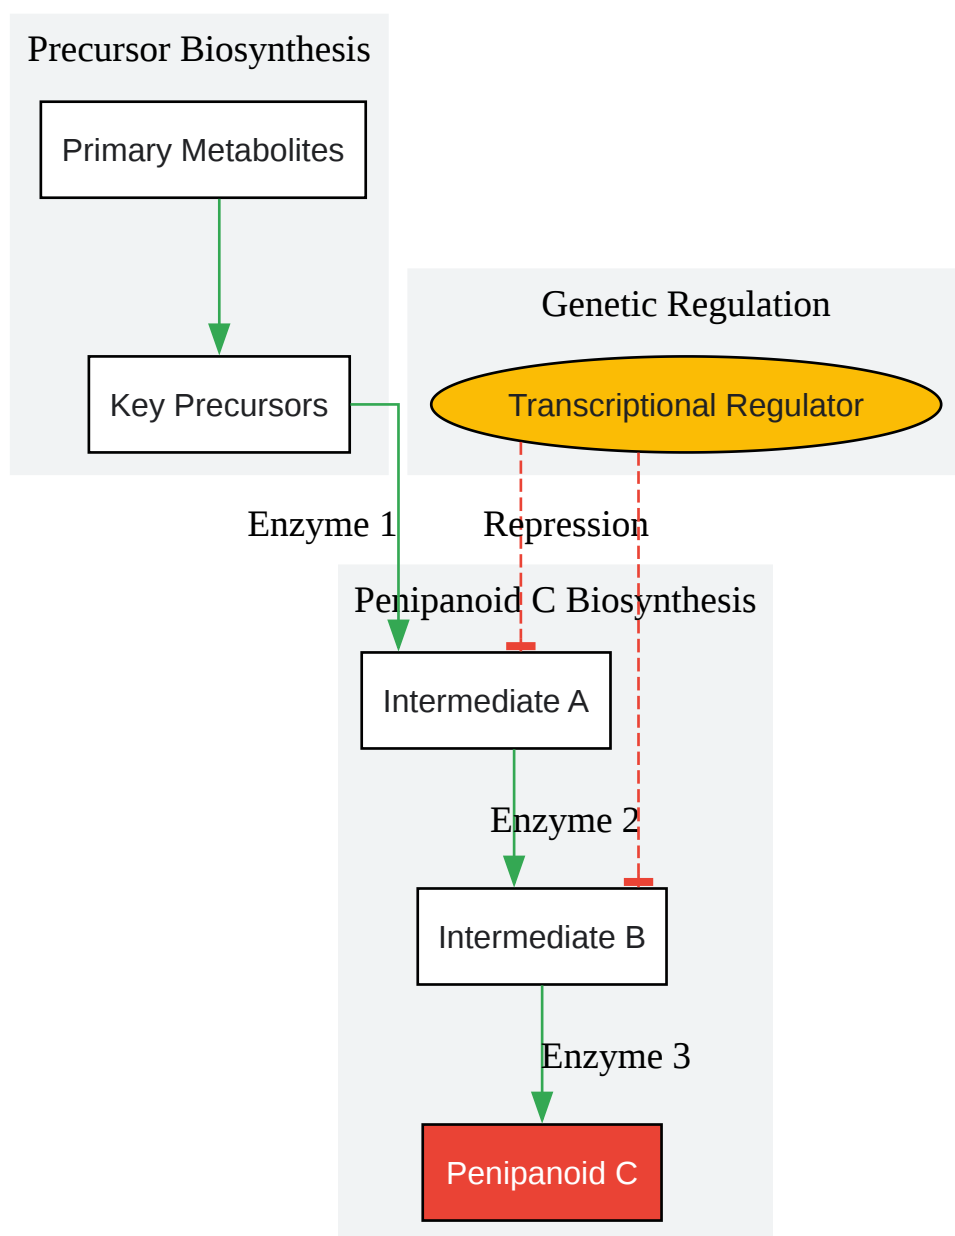 Precursor Biosynthesis
Primary Metabolites
Genetic Regulation
Key Precursors
Transcriptional Regulator
Enzyme 1
Repression
Penipanoid C Biosynthesis
Intermediate A
Enzyme 2
Intermediate B
Enzyme 3
Penipanoid C